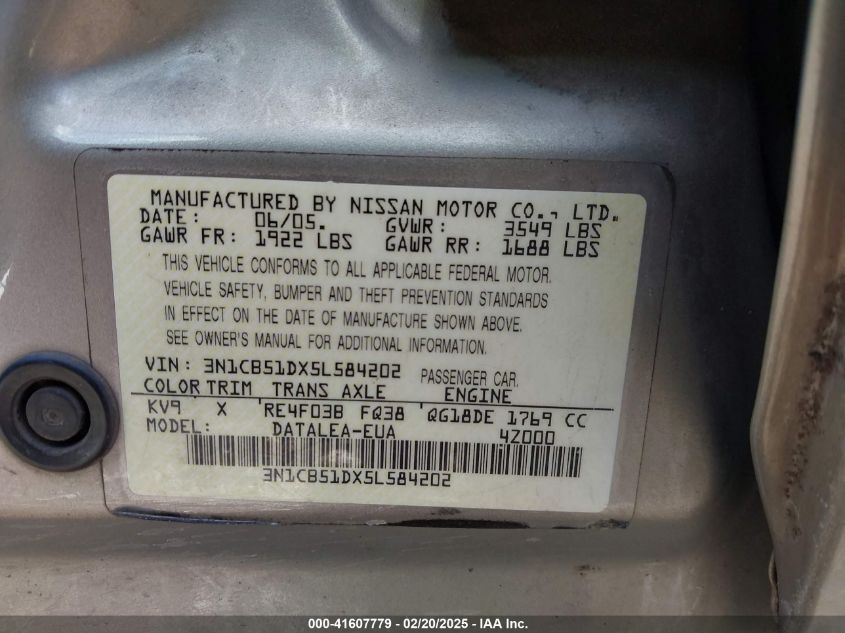 MANUFACTURED BY NISSAN MOTOR CO., LTD.
DATE: 06/05. GVWR: 3549 LBS
GAWR FR: 1922 LBS GAWR RR: 1688 LBS
THIS VEHICLE CONFORMS TO ALL APPLICABLE FEDERAL MOTOR.
VEHICLE SAFETY, BUMPER AND THEFT PREVENTION STANDARDS
IN EFFECT ON THE DATE OF MANUFACTURE SHOWN ABOVE.
SEE OWNER'S MANUAL FOR ADDITIONAL INFORMATION.
VIN: 3N1CB51DX5L584202 PASSENGER CAR.
COLOR TRIM TRANS AXLE ENGINE
KV9 X RE4F03B FQ38 QG18DE 1769 CC
MODEL: DATALEA-EUA 4Z000
3N1CB51DX5L584202
000-41607779 - 02/20/2025 - IAA Inc.